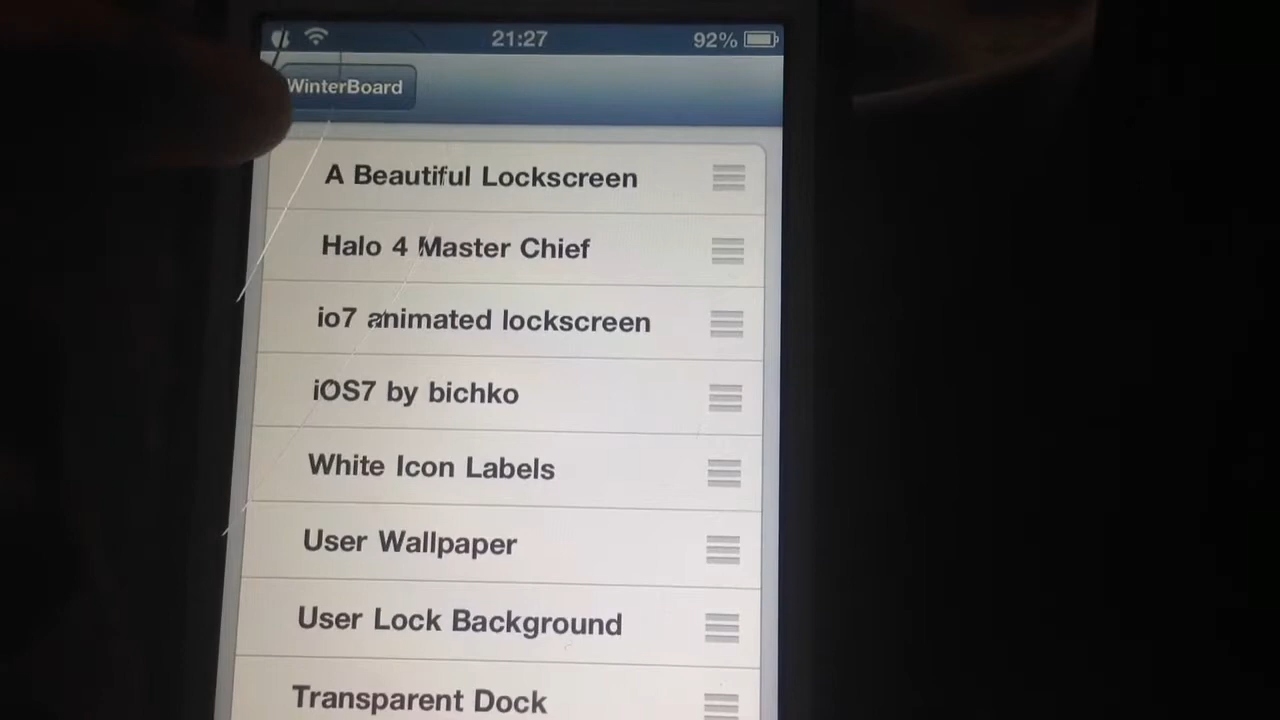 21:27 92%
WinterBoard
A Beautiful Lockscreen
Halo 4 Master Chief
io7 animated lockscreen
iOS7 by bichko
White Icon Labels
User Wallpaper
User Lock Background
Transparent Dock